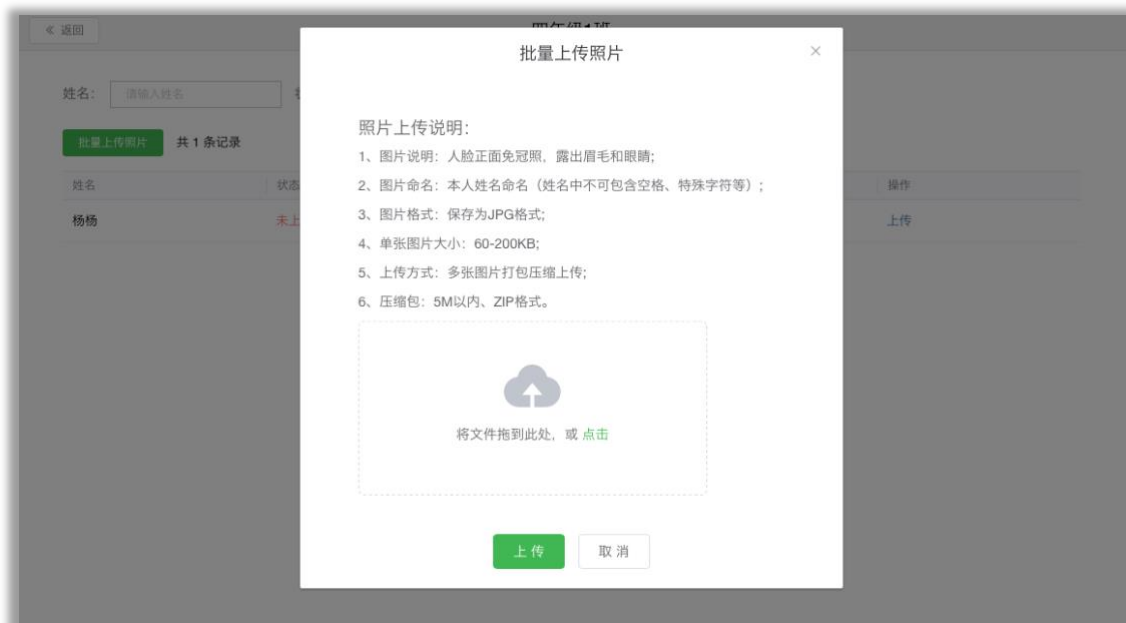 返回
批量上传照片
姓名：
请输入姓名
批量上传照片
共 1 条记录
姓名
状态
操作
杨杨
未上
上传
照片上传说明：
1、图片说明：人脸正面免冠照，露出眉毛和眼睛;
2、图片命名：本人姓名命名（姓名中不可包含空格、特殊字符等）;
3、图片格式：保存为JPG格式;
4、单张图片大小：60-200KB;
5、上传方式：多张图片打包压缩上传;
6、压缩包：5M以内、ZIP格式。
将文件拖到此处，或 点击
上 传
取 消